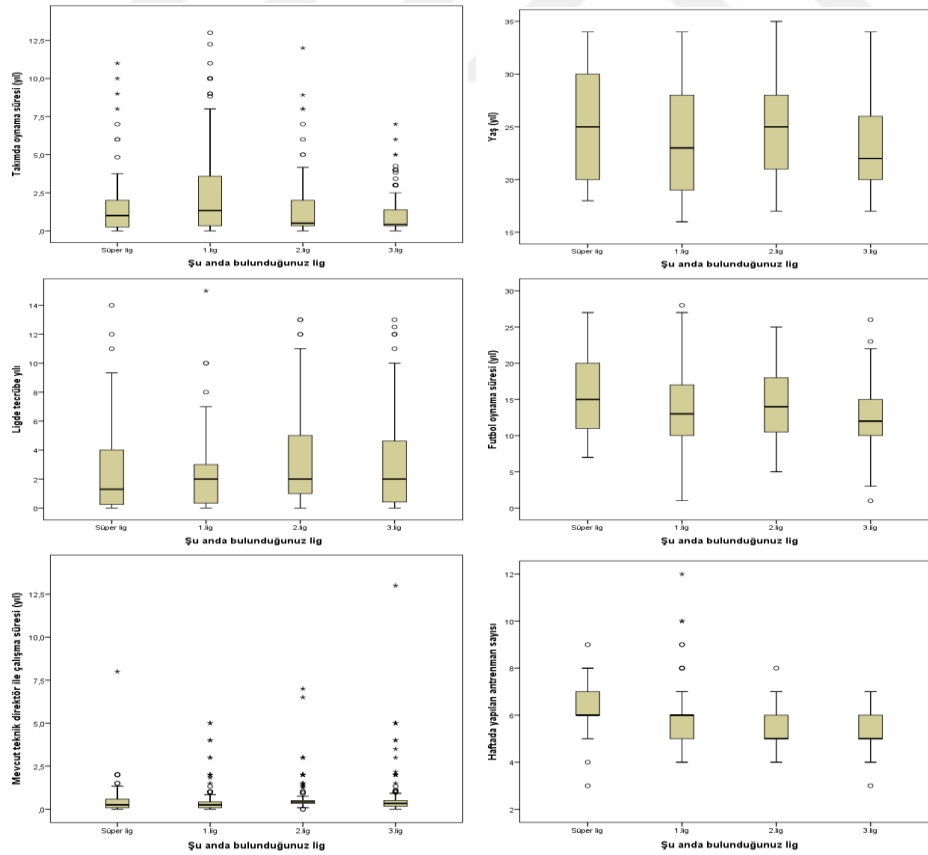 Takımda oynama süresi (yıl)
12,5
10,0
7,5
5,0
2,5
,0
Süper lig 1.lig 2.lig 3.lig
Şu anda bulunduğunuz lig
Yaş (yıl)
35
30
25
20
15
Süper lig 1.lig 2.lig 3.lig
Şu anda bulunduğunuz lig
Ligde tecrübe yılı
14
12
10
8
6
4
2
0
Süper lig 1.lig 2.lig 3.lig
Şu anda bulunduğunuz lig
Futbol oynama süresi (yıl)
30
25
20
15
10
5
0
Süper lig 1.lig 2.lig 3.lig
Şu anda bulunduğunuz lig
Mevcut teknik direktör ile çalışma süresi (yıl)
12,5
10,0
7,5
5,0
2,5
,0
Süper lig 1.lig 2.lig 3.lig
Şu anda bulunduğunuz lig
Haftada yapılan antrenman sayısı
12
10
8
6
4
2
Süper lig 1.lig 2.lig 3.lig
Şu anda bulunduğunuz lig